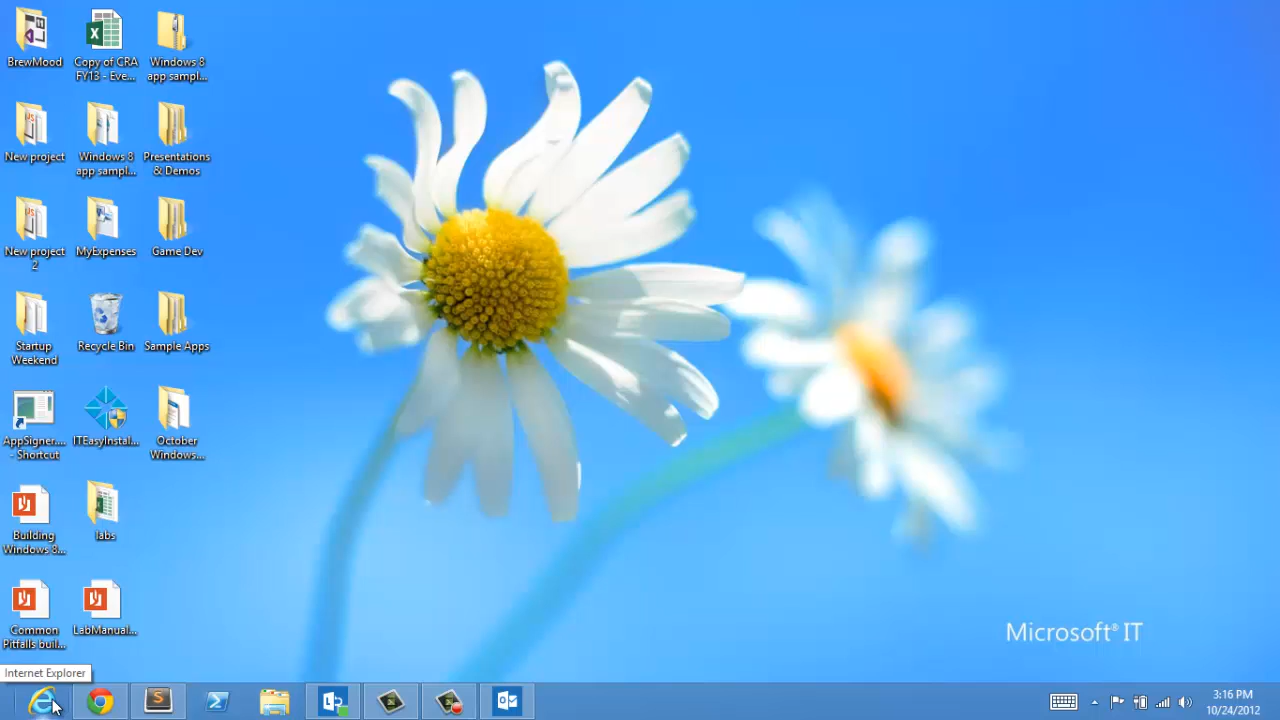 BrewMood
Copy of CRA
FY13 - Eve...
Windows 8
app sampl...
New project
Windows 8
app sampl...
Presentations
& Demos
New project
2
MyExpenses
Game Dev
Startup
Weekend
Recycle Bin
Sample Apps
AppSigner....
- Shortcut
ITEasyInstal...
October
Windows...
Building
Windows 8...
labs
Common
Pitfalls buil...
LabManual...
Microsoft® IT
Internet Explorer
3:16 PM
10/24/2012